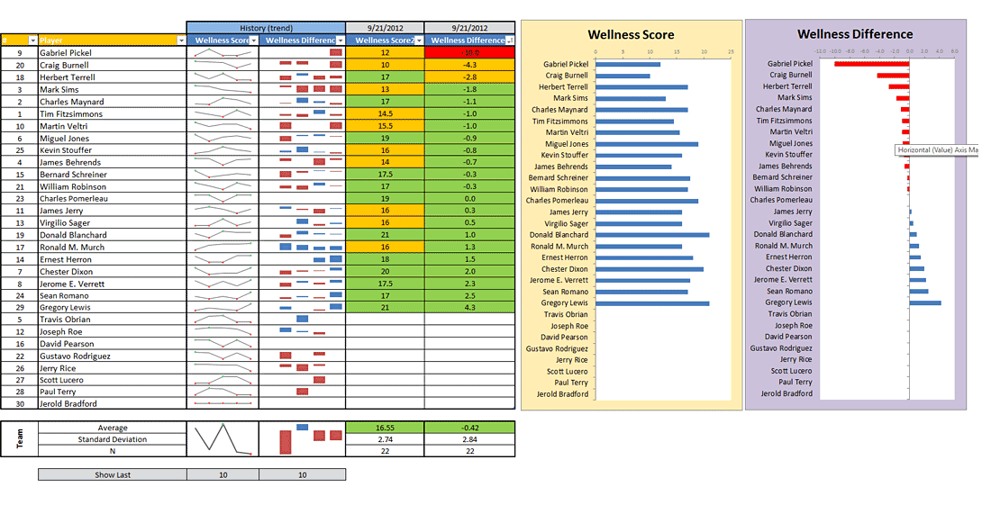 History (trend) 9/21/2012 9/21/2012
# Player Wellness Score Wellness Differenc Wellness Score2 Wellness Difference
9 Gabriel Pickel 12 -10.0
20 Craig Burnell 10 -4.3
18 Herbert Terrell 17 -2.8
3 Mark Sims 13 -1.8
2 Charles Maynard 17 -1.1
1 Tim Fitzsimmons 14.5 -1.0
10 Martin Veltri 15.5 -1.0
6 Miguel Jones 19 -0.9
25 Kevin Stouffer 16 -0.8
4 James Behrends 14 -0.7
15 Bernard Schreiner 17.5 -0.3
21 William Robinson 17 -0.3
23 Charles Pomerleau 19 0.0
11 James Jerry 16 0.3
13 Virgilio Sager 16 0.5
19 Donald Blanchard 21 1.0
17 Ronald M. Murch 16 1.3
14 Ernest Herron 18 1.5
7 Chester Dixon 20 2.0
8 Jerome E. Verrett 17.5 2.3
24 Sean Romano 17 2.5
29 Gregory Lewis 21 4.3
5 Travis Obrian
12 Joseph Roe
16 David Pearson
22 Gustavo Rodriguez
26 Jerry Rice
27 Scott Lucero
28 Paul Terry
30 Jerold Bradford
Team
Average 16.55 -0.42
Standard Deviation 2.74 2.84
N 22 22
Show Last 10 10
Wellness Score
0 5 10 15 20 25
Gabriel Pickel
Craig Burnell
Herbert Terrell
Mark Sims
Charles Maynard
Tim Fitzsimmons
Martin Veltri
Miguel Jones
Kevin Stouffer
James Behrends
Bernard Schreiner
William Robinson
Charles Pomerleau
James Jerry
Virgilio Sager
Donald Blanchard
Ronald M. Murch
Ernest Herron
Chester Dixon
Jerome E. Verrett
Sean Romano
Gregory Lewis
Travis Obrian
Joseph Roe
David Pearson
Gustavo Rodriguez
Jerry Rice
Scott Lucero
Paul Terry
Jerold Bradford
Wellness Difference
-12.0 -10.0 -8.0 -6.0 -4.0 -2.0 0.0 2.0 4.0 6.0
Gabriel Pickel
Craig Burnell
Herbert Terrell
Mark Sims
Charles Maynard
Tim Fitzsimmons
Martin Veltri
Miguel Jones
Horizontal (Value) Axis Ma
Kevin Stouffer
James Behrends
Bernard Schreiner
William Robinson
Charles Pomerleau
James Jerry
Virgilio Sager
Donald Blanchard
Ronald M. Murch
Ernest Herron
Chester Dixon
Jerome E. Verrett
Sean Romano
Gregory Lewis
Travis Obrian
Joseph Roe
David Pearson
Gustavo Rodriguez
Jerry Rice
Scott Lucero
Paul Terry
Jerold Bradford